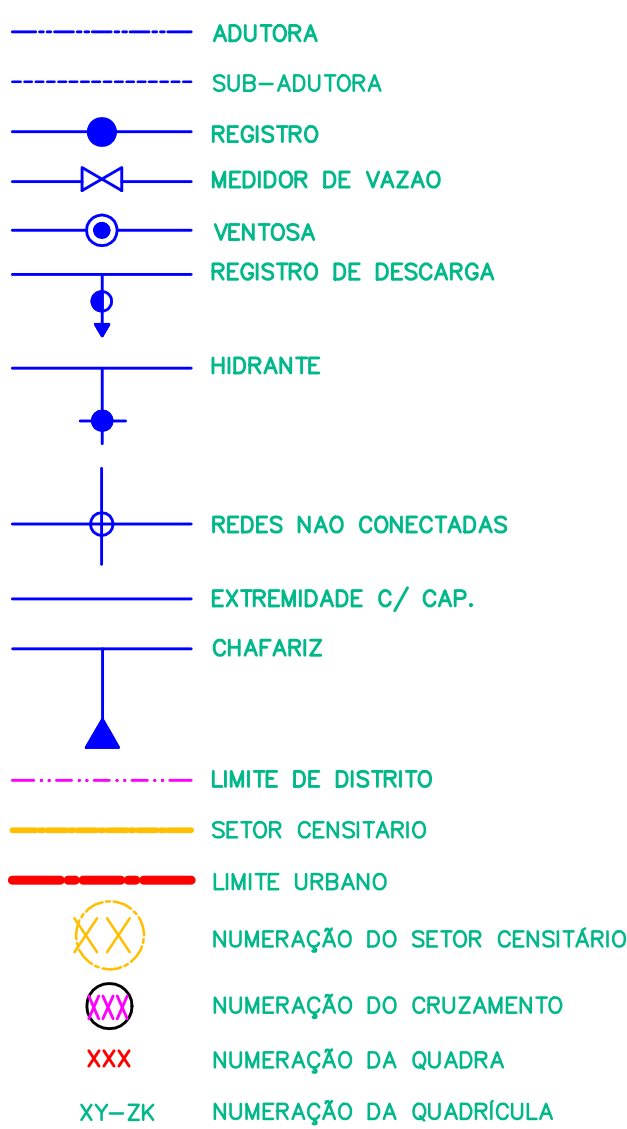 ADUTORA
SUB-ADUTORA
REGISTRO
MEDIDOR DE VAZAO
VENTOSA
REGISTRO DE DESCARGA
HIDRANTE
REDES NAO CONECTADAS
EXTREMIDADE C/ CAP.
CHAFARIZ
LIMITE DE DISTRITO
SETOR CENSITARIO
LIMITE URBANO
XX NUMERAÇÃO DO SETOR CENSITÁRIO
XXX NUMERAÇÃO DO CRUZAMENTO
XXX NUMERAÇÃO DA QUADRA
XY-ZK NUMERAÇÃO DA QUADRÍCULA